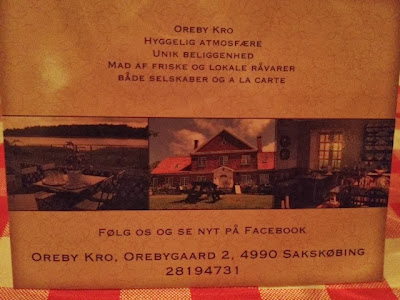 Oreby Kro
Hyggelig atmosfære
Unik beliggenhed
Mad af friske og lokale råvarer
både selskaber og a la carte
Følg os og se nyt på Facebook
Oreby Kro, Orebygaard 2, 4990 Sakskøbing
28194731